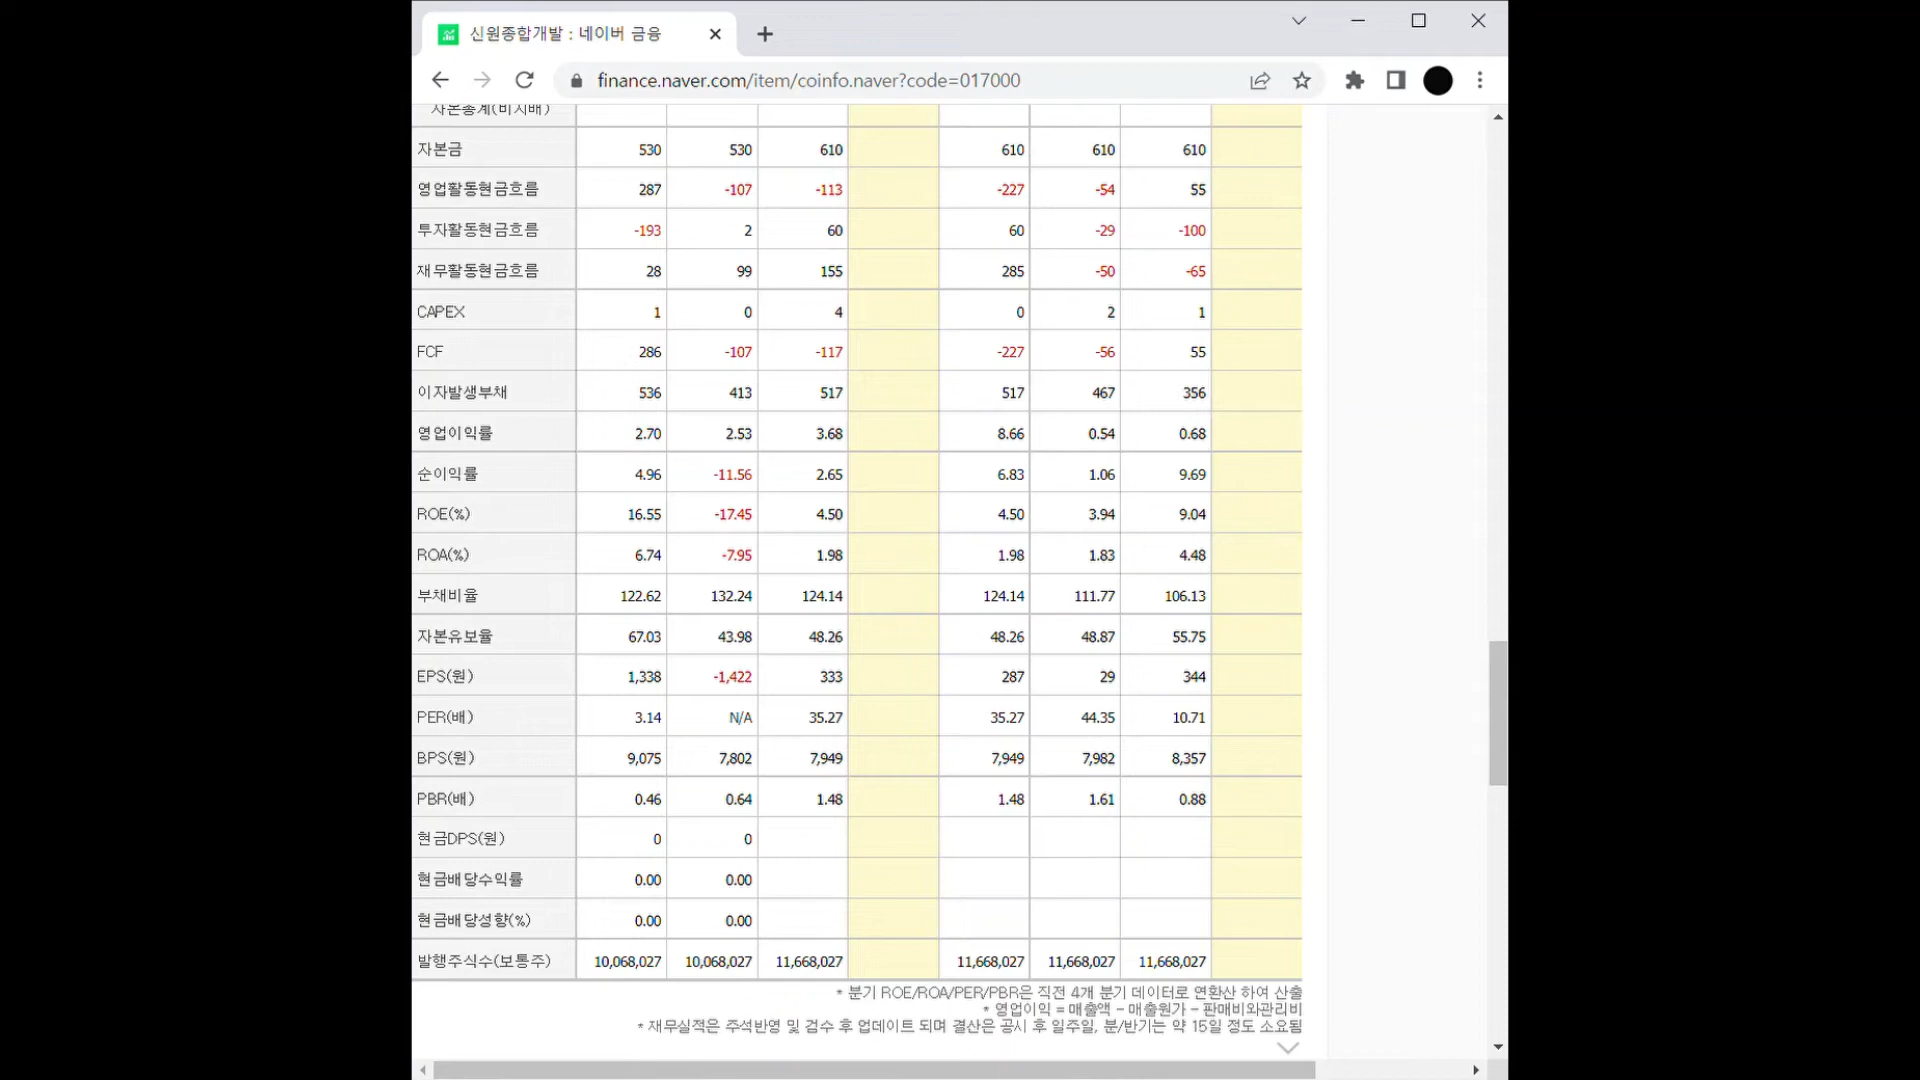 신원종합개발 : 네이버 금융
finance.naver.com/item/coinfo.naver?code=017000
자본총계(비지배)
자본금 530 530 610 610 610 610
영업활동현금흐름 287 -107 -113 -227 -54 55
투자활동현금흐름 -193 2 60 60 -29 -100
재무활동현금흐름 28 99 155 285 -50 -65
CAPEX 1 0 4 0 2 1
FCF 286 -107 -117 -227 -56 55
이자발생부채 536 413 517 517 467 356
영업이익률 2.70 2.53 3.68 8.66 0.54 0.68
순이익률 4.96 -11.56 2.65 6.83 1.06 9.69
ROE(%) 16.55 -17.45 4.50 4.50 3.94 9.04
ROA(%) 6.74 -7.95 1.98 1.98 1.83 4.48
부채비율 122.62 132.24 124.14 124.14 111.77 106.13
자본유보율 67.03 43.98 48.26 48.26 48.87 55.75
EPS(원) 1,338 -1,422 333 287 29 344
PER(배) 3.14 N/A 35.27 35.27 44.35 10.71
BPS(원) 9,075 7,802 7,949 7,949 7,982 8,357
PBR(배) 0.46 0.64 1.48 1.48 1.61 0.88
현금DPS(원) 0 0
현금배당수익률 0.00 0.00
현금배당성향(%) 0.00 0.00
발행주식수(보통주) 10,068,027 10,068,027 11,668,027 11,668,027 11,668,027 11,668,027
* 분기 ROE/ROA/PER/PBR은 직전 4개 분기 데이터로 연환산 하여 산출
* 영업이익 = 매출액 - 매출원가 - 판매비와관리비
* 재무실적은 주석반영 및 검수 후 업데이트 되며 결산은 공시 후 일주일, 분/반기는 약 15일 정도 소요됨